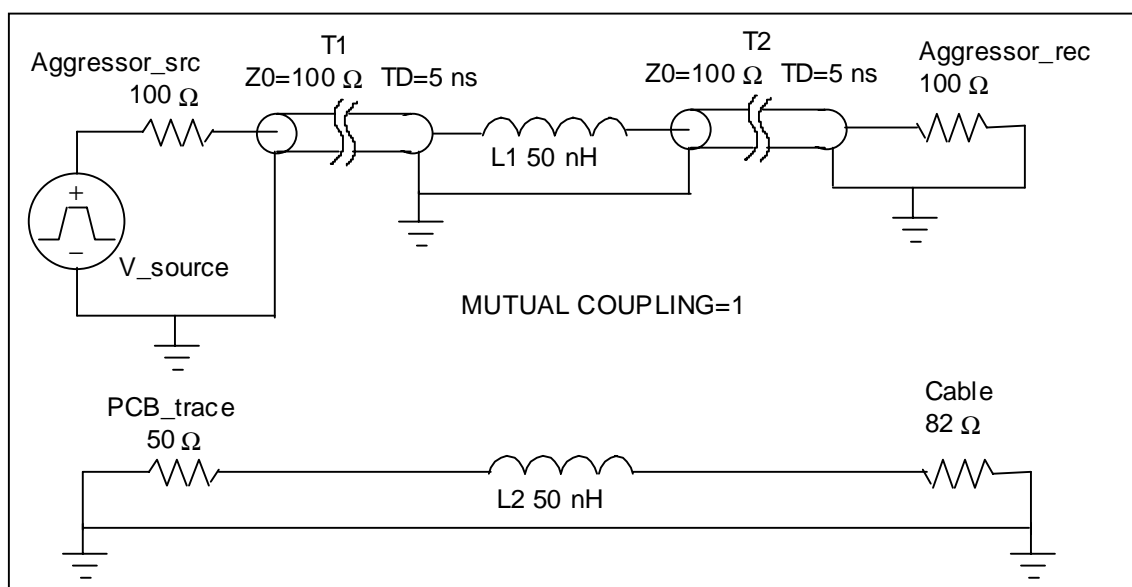 T1
Z0=100 Ω TD=5 ns
T2
Z0=100 Ω TD=5 ns
Aggressor_src
100 Ω
Aggressor_rec
100 Ω
L1 50 nH
+
−
V_source
MUTUAL COUPLING=1
PCB_trace
50 Ω
Cable
82 Ω
L2 50 nH